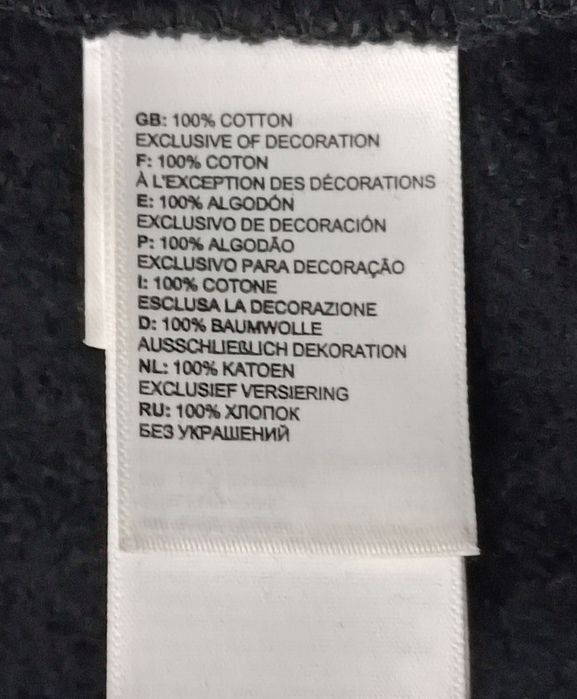 GB: 100% COTTON
EXCLUSIVE OF DECORATION
F: 100% COTON
À L'EXCEPTION DES DÉCORATIONS
E: 100% ALGODÓN
EXCLUSIVO DE DECORACIÓN
P: 100% ALGODÃO
EXCLUSIVO PARA DECORAÇÃO
I: 100% COTONE
ESCLUSA LA DECORAZIONE
D: 100% BAUMWOLLE
AUSSCHLIEßLICH DEKORATION
NL: 100% KATOEN
EXCLUSIEF VERSIERING
RU: 100% ХЛОПОК
БЕЗ УКРАШЕНИЙ